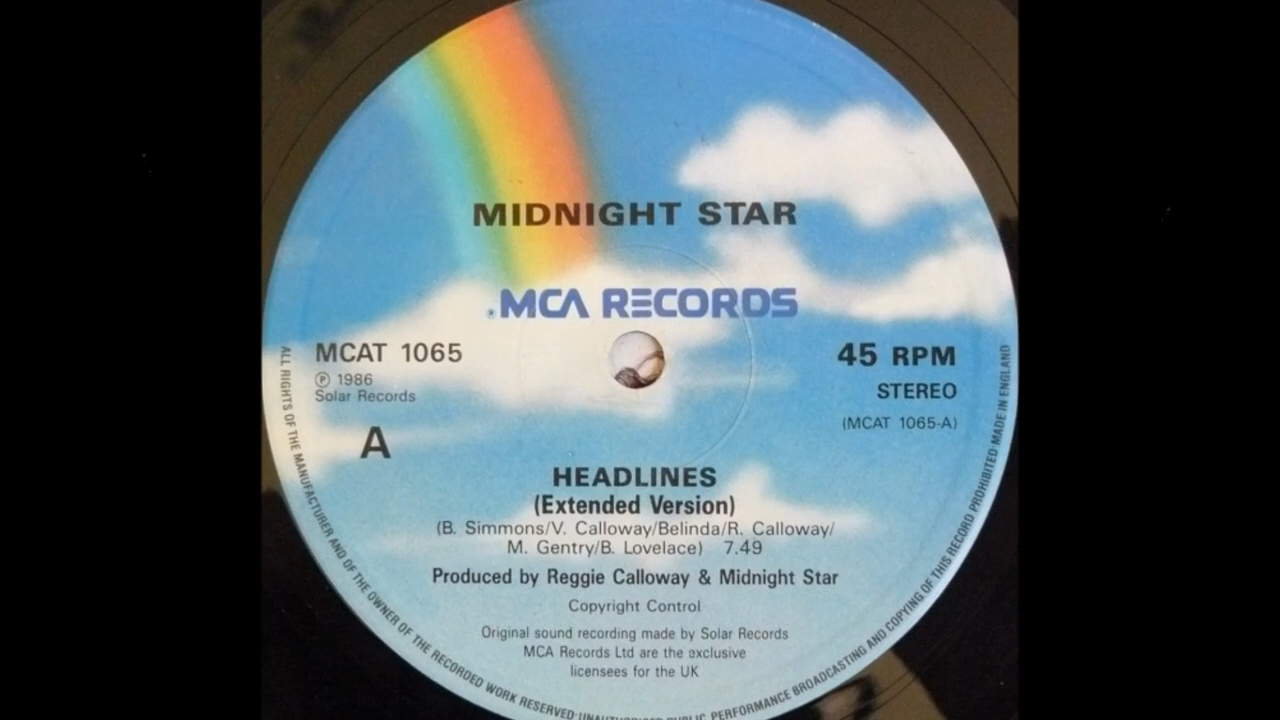 MIDNIGHT STAR
MCA RECORDS
MCAT 1065
Ⓟ 1986
Solar Records
A
45 RPM
STEREO
(MCAT 1065-A)
HEADLINES
(Extended Version)
(B. Simmons/V. Calloway/Belinda/R. Calloway/
M. Gentry/B. Lovelace) 7.49
Produced by Reggie Calloway & Midnight Star
Copyright Control
Original sound recording made by Solar Records
MCA Records Ltd are the exclusive
licensees for the UK
ALL RIGHTS OF THE MANUFACTURER AND OF THE OWNER OF THE RECORDED WORK RESERVED·UNAUTHORISED PUBLIC PERFORMANCE BROADCASTING AND COPYING OF THIS RECORD PROHIBITED·MADE IN ENGLAND